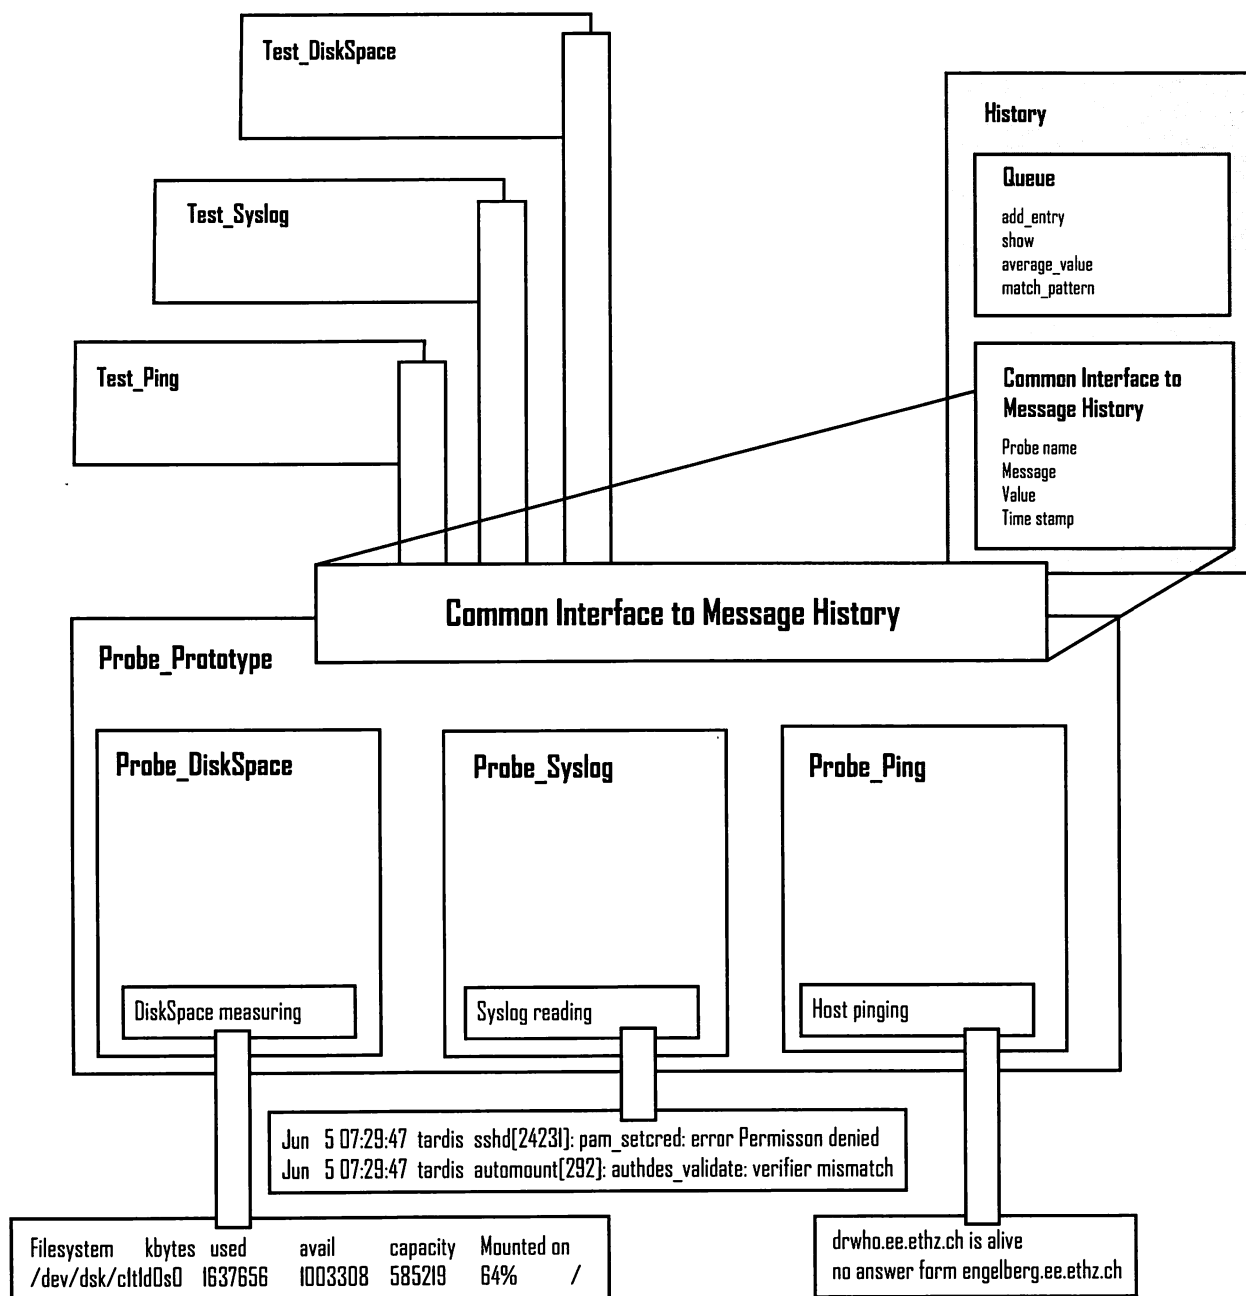 Test_DiskSpace
History
Queue
add_entry
show
average_value
match_pattern
Test_Syslog
Test_Ping
Common Interface to
Message History
Probe name
Message
Value
Time stamp
Common Interface to Message History
Probe_Prototype
Probe_DiskSpace
Probe_Syslog
Probe_Ping
DiskSpace measuring
Syslog reading
Host pinging
Jun 5 07:29:47 tardis sshd[24231]: pam_setcred: error Permisson denied
Jun 5 07:29:47 tardis automount[292]: authdes_validate: verifier mismatch
Filesystem kbytes used avail capacity Mounted on
/dev/dsk/c1t1d0s0 1637656 1003308 585219 64% /
drwho.ee.ethz.ch is alive
no answer form engelberg.ee.ethz.ch